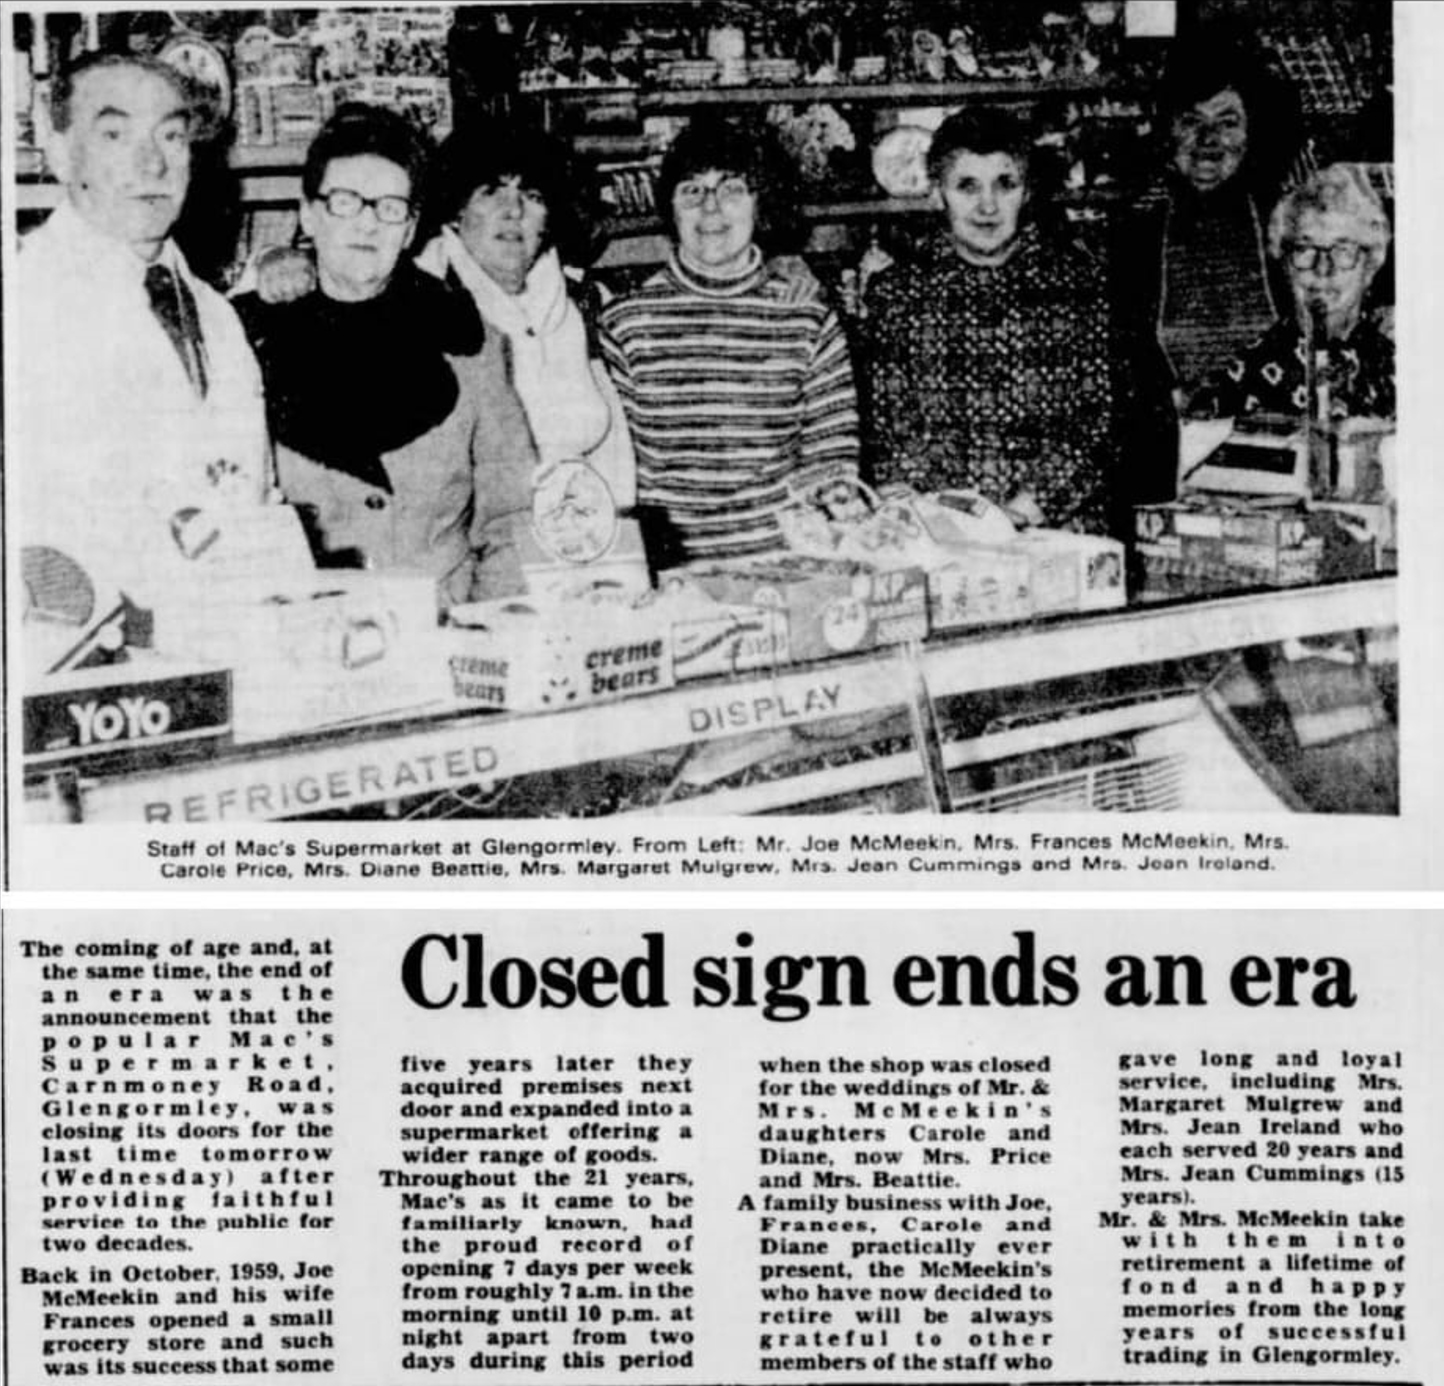 YOYO
creme
bears
creme
bears
24
REFRIGERATED
DISPLAY
Staff of Mac's Supermarket at Glengormley. From Left: Mr. Joe McMeekin, Mrs. Frances McMeekin, Mrs.
Carole Price, Mrs. Diane Beattie, Mrs. Margaret Mulgrew, Mrs. Jean Cummings and Mrs. Jean Ireland.
Closed sign ends an era
The coming of age and, at
the same time, the end of
an era was the
announcement that the
popular Mac's
Supermarket,
Carnmoney Road,
Glengormley, was
closing its doors for the
last time tomorrow
(Wednesday) after
providing faithful
service to the public for
two decades.
Back in October, 1959, Joe
McMeekin and his wife
Frances opened a small
grocery store and such
was its success that some
five years later they
acquired premises next
door and expanded into a
supermarket offering a
wider range of goods.
Throughout the 21 years,
Mac's as it came to be
familiarly known, had
the proud record of
opening 7 days per week
from roughly 7 a.m. in the
morning until 10 p.m. at
night apart from two
days during this period
when the shop was closed
for the weddings of Mr. &
Mrs. McMeekin's
daughters Carole and
Diane, now Mrs. Price
and Mrs. Beattie.
A family business with Joe,
Frances, Carole and
Diane practically ever
present, the McMeekin's
who have now decided to
retire will be always
grateful to other
members of the staff who
gave long and loyal
service, including Mrs.
Margaret Mulgrew and
Mrs. Jean Ireland who
each served 20 years and
Mrs. Jean Cummings (15
years).
Mr. & Mrs. McMeekin take
with them into
retirement a lifetime of
fond and happy
memories from the long
years of successful
trading in Glengormley.